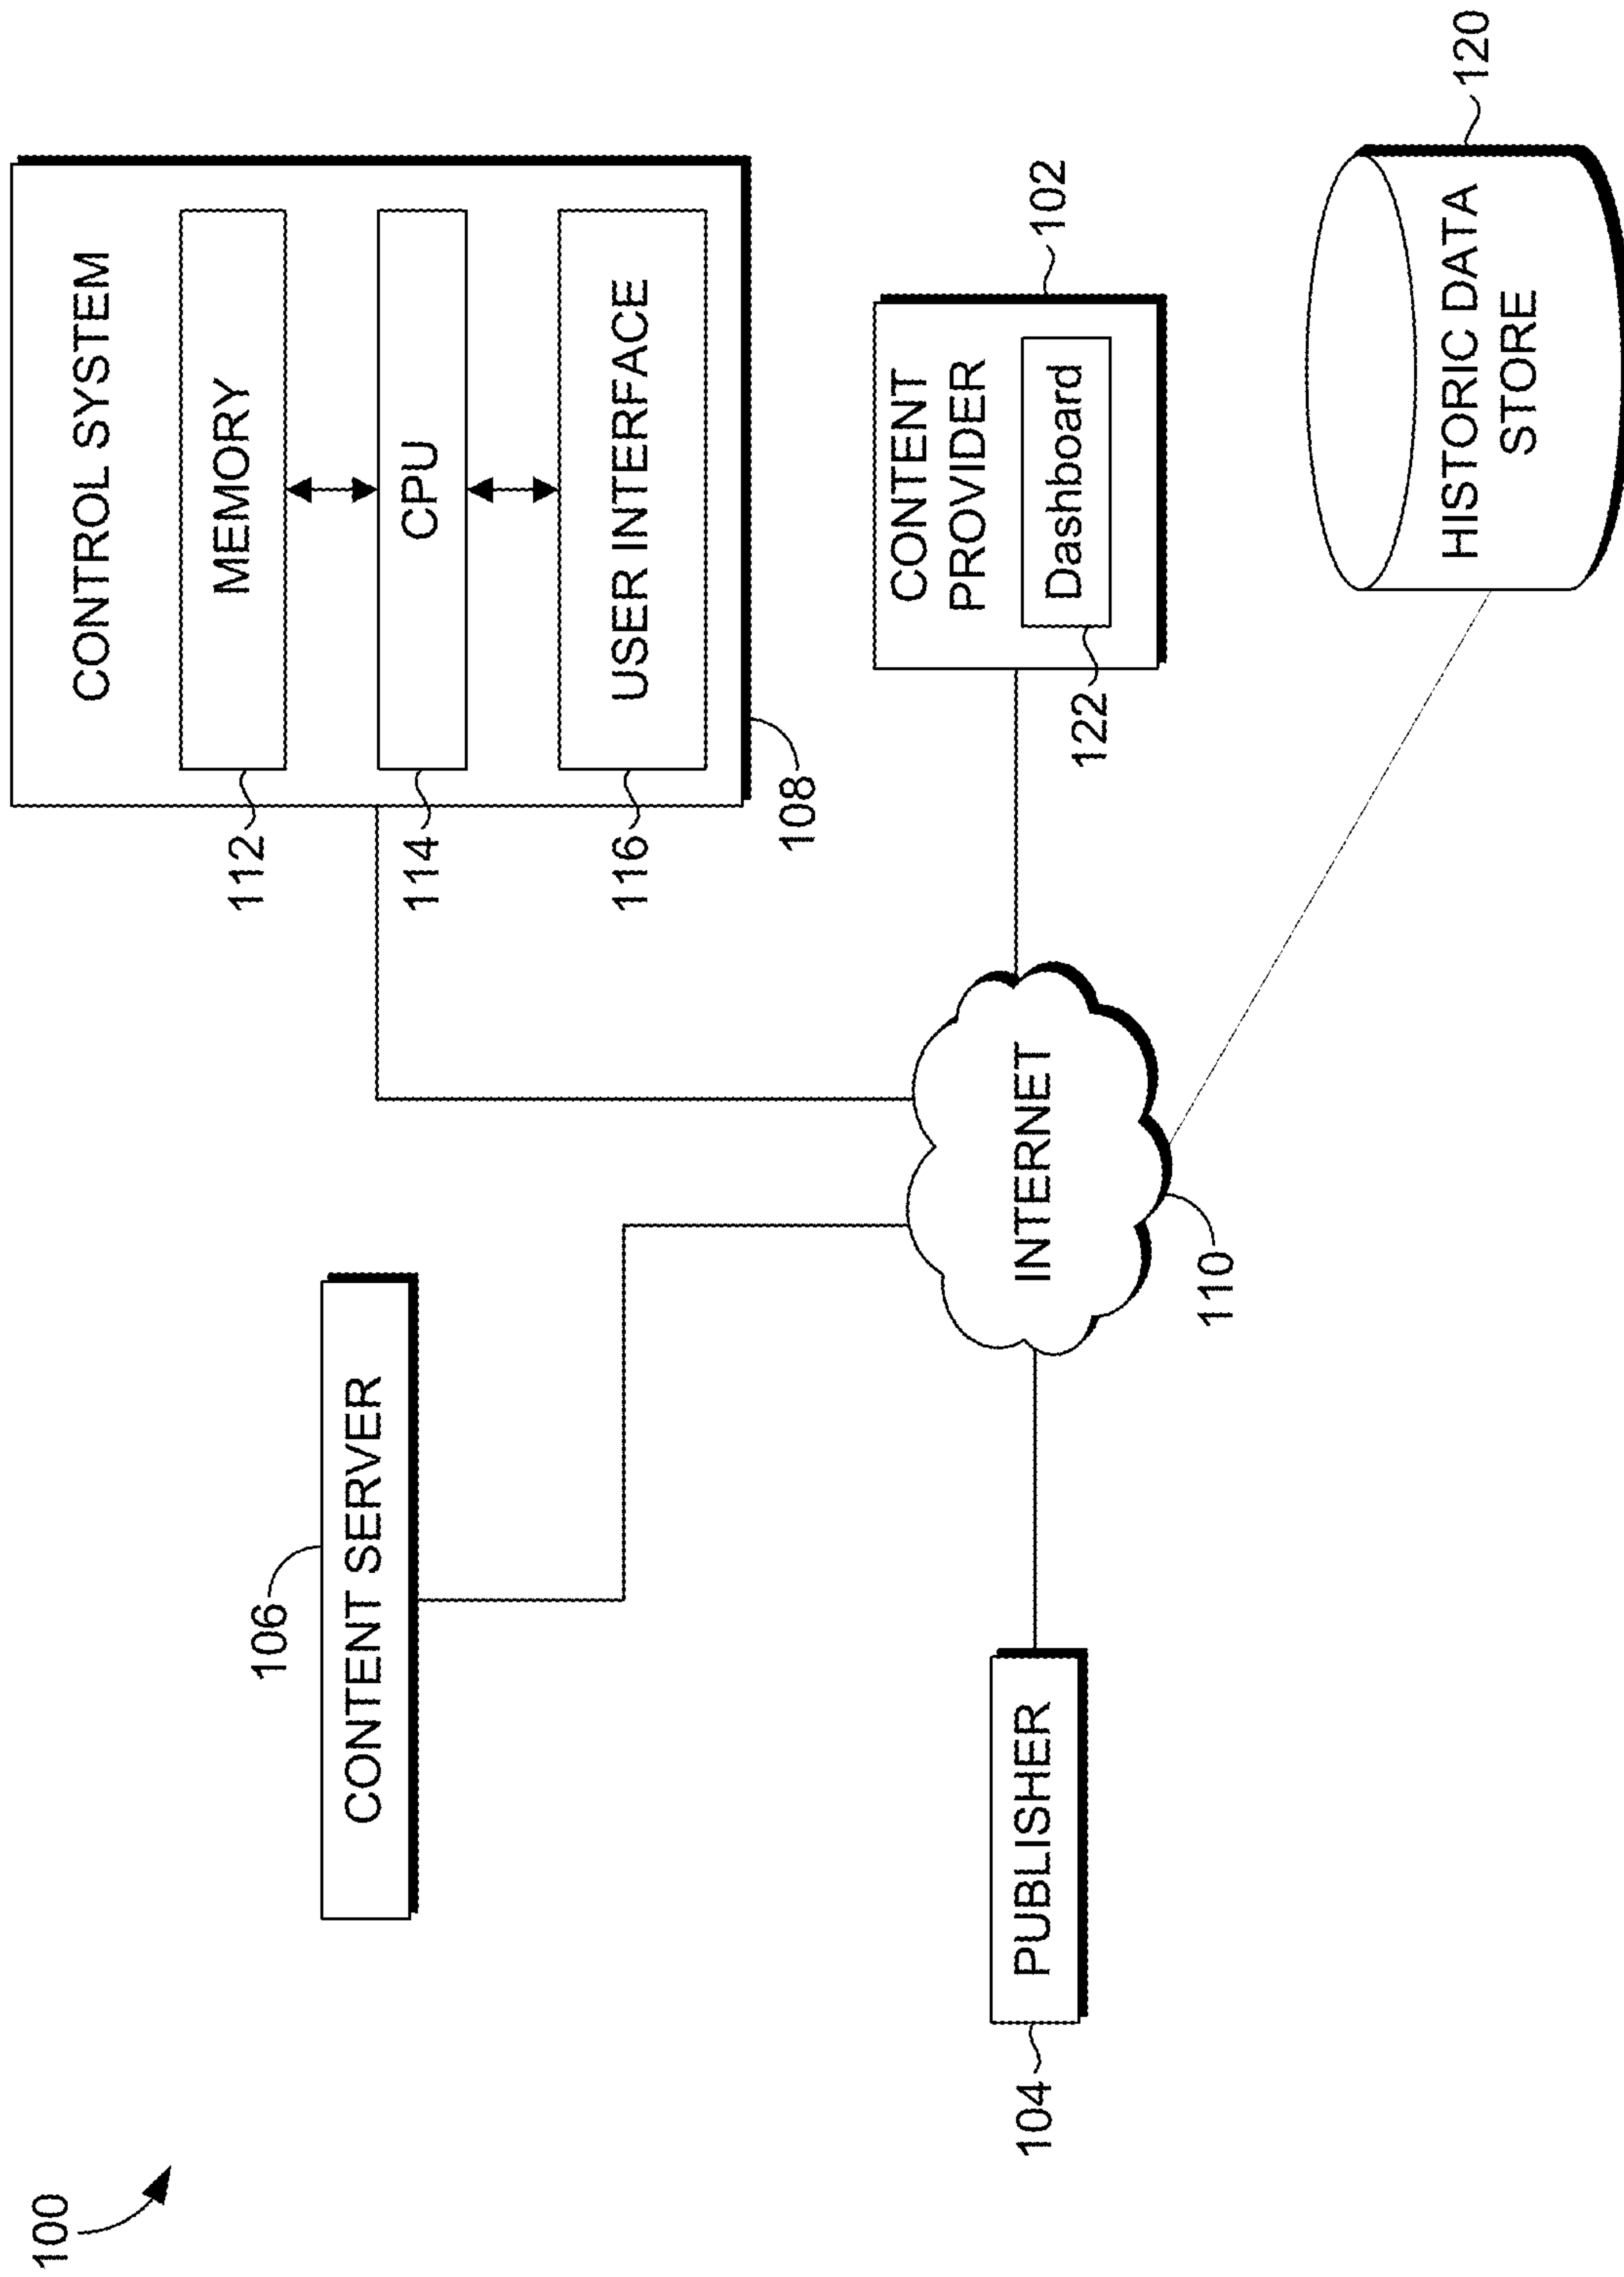 100
106
CONTENT SERVER
CONTROL SYSTEM
112
MEMORY
114
CPU
116
USER INTERFACE
108
104
PUBLISHER
INTERNET
110
CONTENT
PROVIDER
102
122
Dashboard
HISTORIC DATA
STORE
120